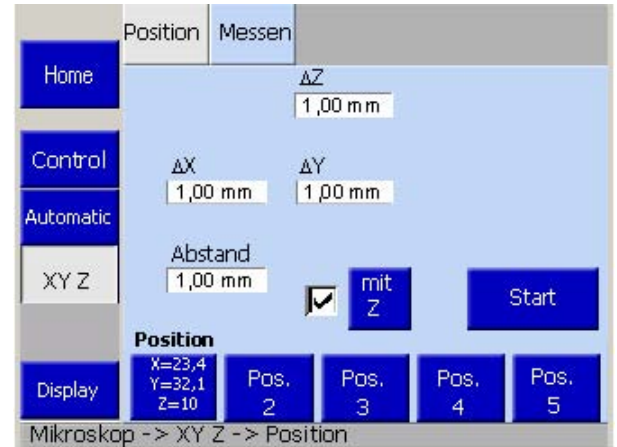 Position Messen
Home
ΔZ
1,00 mm
Control
ΔX ΔY
1,00 mm 1,00 mm
Automatic
Abstand
XY Z
1,00 mm
mit
Z
Start
Position
X=23,4
Y=32,1
Z=10
Pos.
2
Pos.
3
Pos.
4
Pos.
5
Display
Mikroskop -> XY Z -> Position